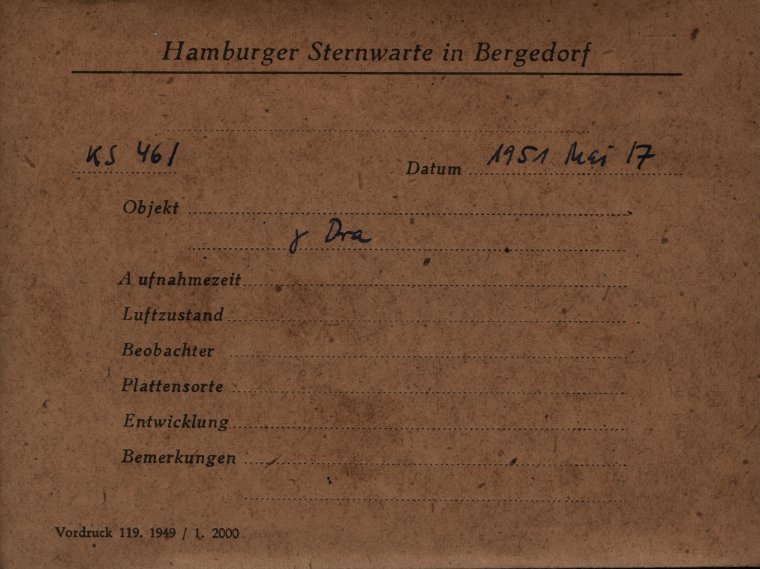 Hamburger Sternwarte in Bergedorf
KS 461 Datum 1951 Mai 17
Objekt
γ Dra
Aufnahmezeit
Luftzustand
Beobachter
Plattensorte
Entwicklung
Bemerkungen
Vordruck 119. 1949 / 1. 2000